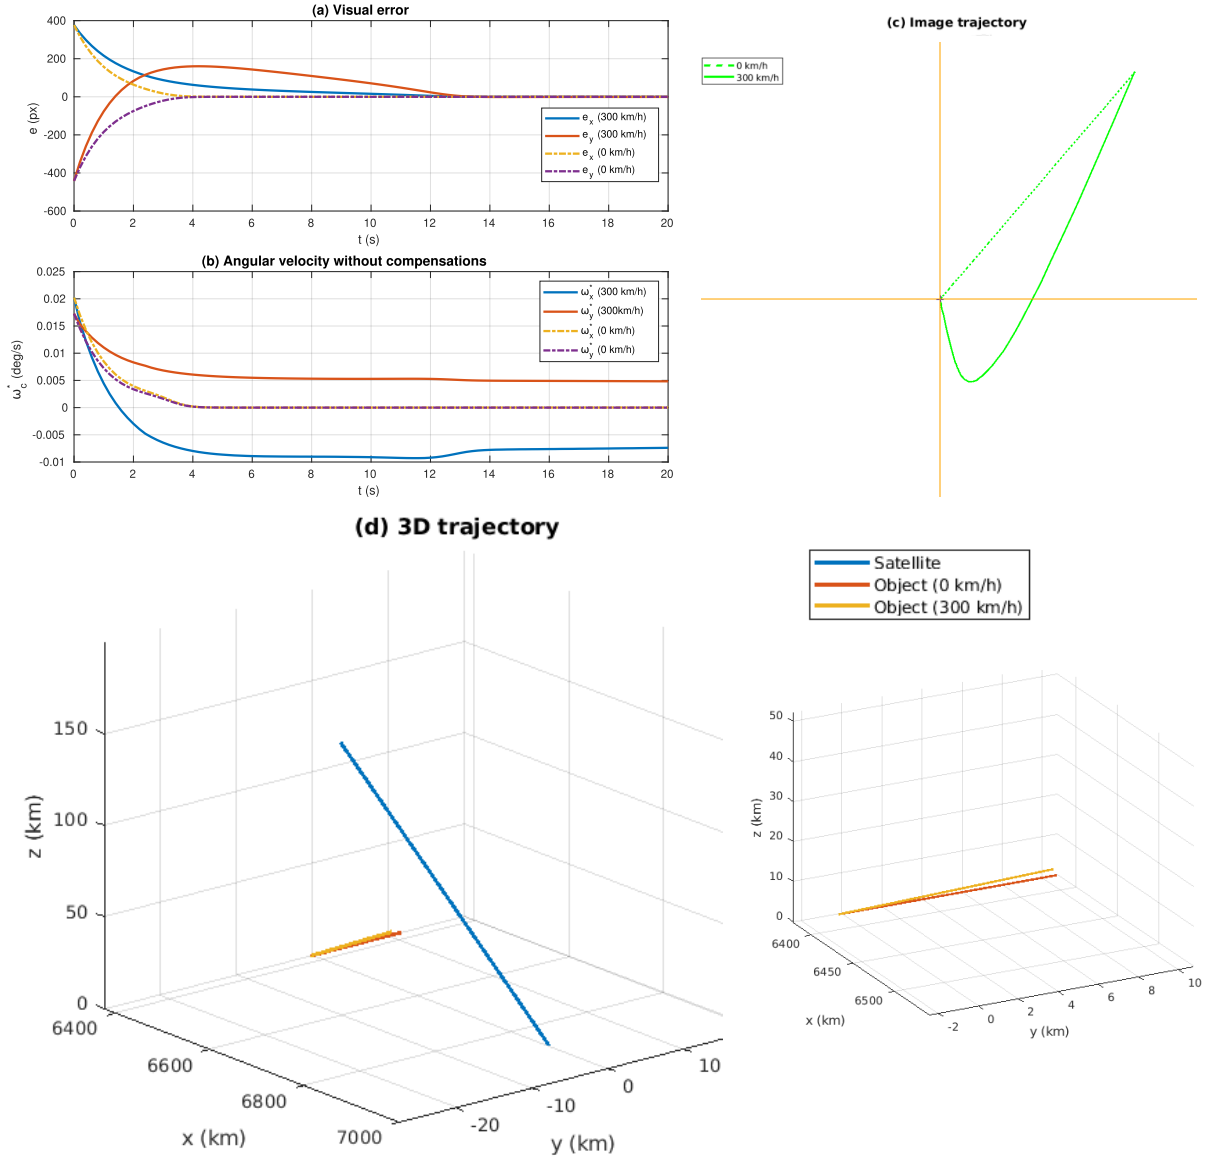 (a) Visual error
400
200
0
-200
-400
-600
e (px)
0 2 4 6 8 10 12 14 16 18 20
t (s)
e_x (300 km/h)
e_y (300 km/h)
e_x (0 km/h)
e_y (0 km/h)
(b) Angular velocity without compensations
0.025
0.02
0.015
0.01
0.005
0
-0.005
-0.01
ω_c^* (deg/s)
0 2 4 6 8 10 12 14 16 18 20
t (s)
ω_x^* (300 km/h)
ω_y^* (300km/h)
ω_x^* (0 km/h)
ω_y^* (0 km/h)
(c) Image trajectory
0 km/h
300 km/h
(d) 3D trajectory
150
100
50
0
z (km)
6400
6600
6800
7000
x (km)
-20
-10
0
10
y (km)
Satellite
Object (0 km/h)
Object (300 km/h)
50
40
30
20
10
0
z (km)
6400
6450
6500
x (km)
-2
0
2
4
6
8
10
y (km)